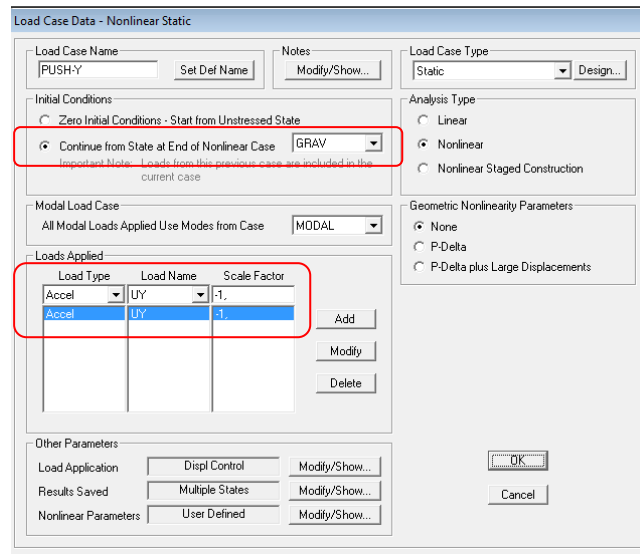 Load Case Data - Nonlinear Static
Load Case Name
PUSH-Y
Set Def Name
Notes
Modify/Show...
Load Case Type
Static
Design...
Initial Conditions
Zero Initial Conditions - Start from Unstressed State
Continue from State at End of Nonlinear Case
GRAV
Important Note: Loads from this previous case are included in the
current case
Analysis Type
Linear
Nonlinear
Nonlinear Staged Construction
Modal Load Case
All Modal Loads Applied Use Modes from Case
MODAL
Geometric Nonlinearity Parameters
None
P-Delta
P-Delta plus Large Displacements
Loads Applied
Load Type Load Name Scale Factor
Accel UY -1,
Accel UY -1,
Add
Modify
Delete
Other Parameters
Load Application Displ Control Modify/Show...
Results Saved Multiple States Modify/Show...
Nonlinear Parameters User Defined Modify/Show...
OK
Cancel